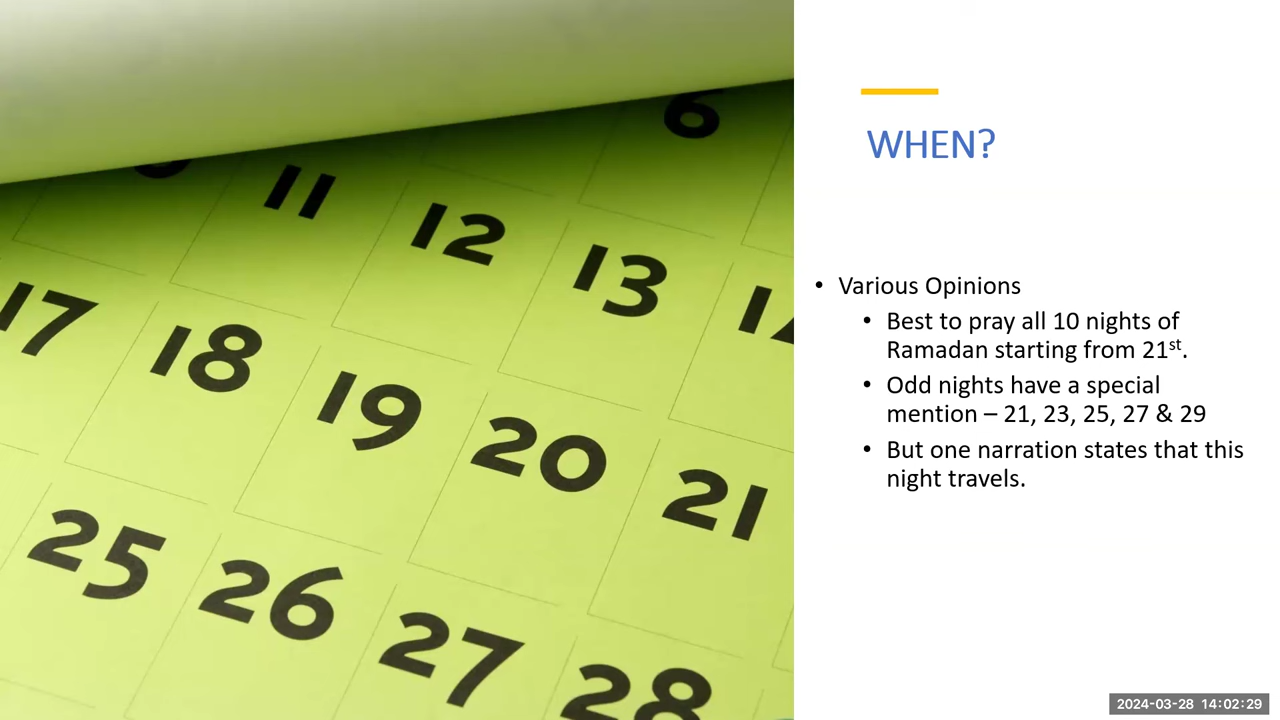 6
11
12
13
17
18
19
20
21
25
26
27
28
WHEN?
• Various Opinions
• Best to pray all 10 nights of
Ramadan starting from 21st.
• Odd nights have a special
mention – 21, 23, 25, 27 & 29
• But one narration states that this
night travels.
2024-03-28 14:02:29